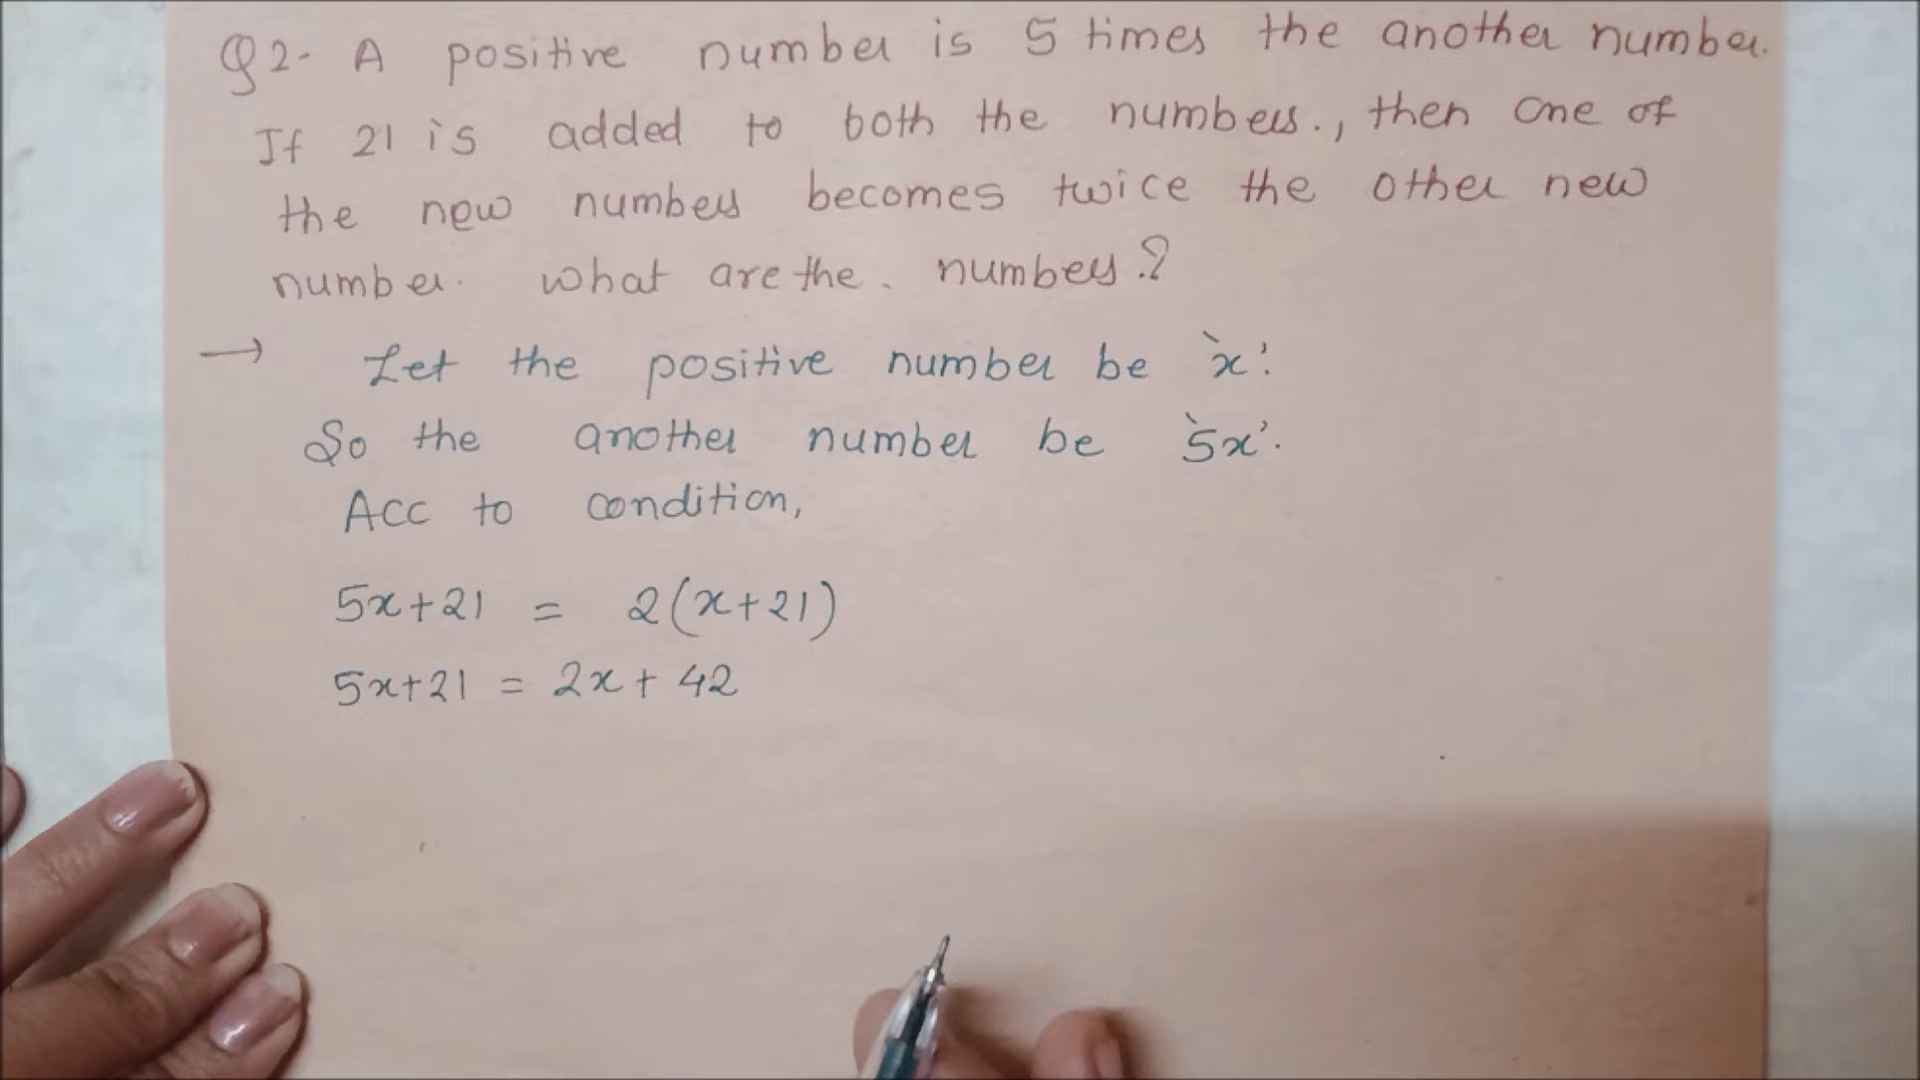 Q2- A positive number is 5 times the another number.
If 21 is added to both the numbers., then one of
the new numbers becomes twice the other new
number. What are the. numbers?
→ Let the positive number be 'x'.
So the another number be '5x'.
Acc to condition,
5x+21 = 2(x+21)
5x+21 = 2x+42